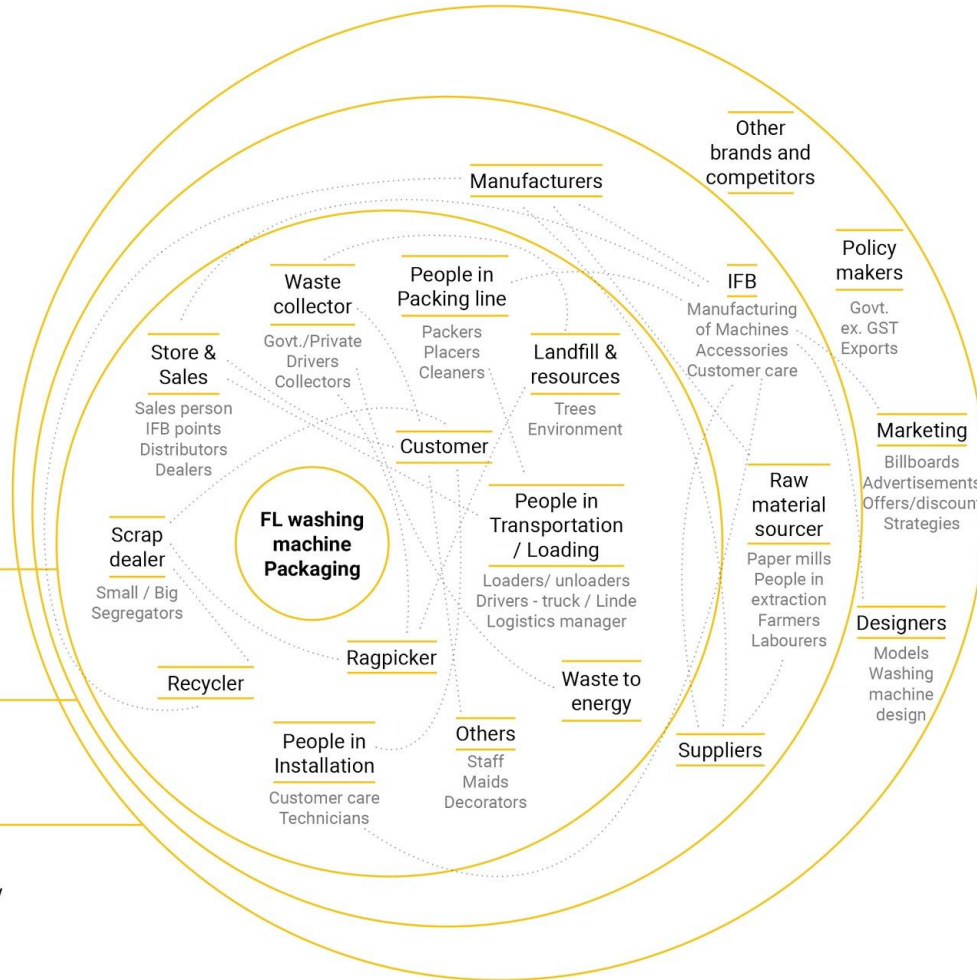 Other
brands and
competitors
Manufacturers
Policy
makers
Govt.
ex. GST
Exports
IFB
Manufacturing
of Machines
Accessories
Customer care
Waste
collector
Govt./Private
Drivers
Collectors
People in
Packing line
Packers
Placers
Cleaners
Store &
Sales
Sales person
IFB points
Distributors
Dealers
Landfill &
resources
Trees
Environment
Customer
Marketing
Billboards
Advertisements
Offers/discoun
Strategies
Raw
material
sourcer
Paper mills
People in
extraction
Farmers
Labourers
People in
Transportation
/ Loading
Loaders/ unloaders
Drivers - truck / Linde
Logistics manager
FL washing
machine
Packaging
Scrap
dealer
Small / Big
Segregators
Designers
Models
Washing
machine
design
Ragpicker
Recycler
Waste to
energy
People in
Installation
Customer care
Technicians
Others
Staff
Maids
Decorators
Suppliers